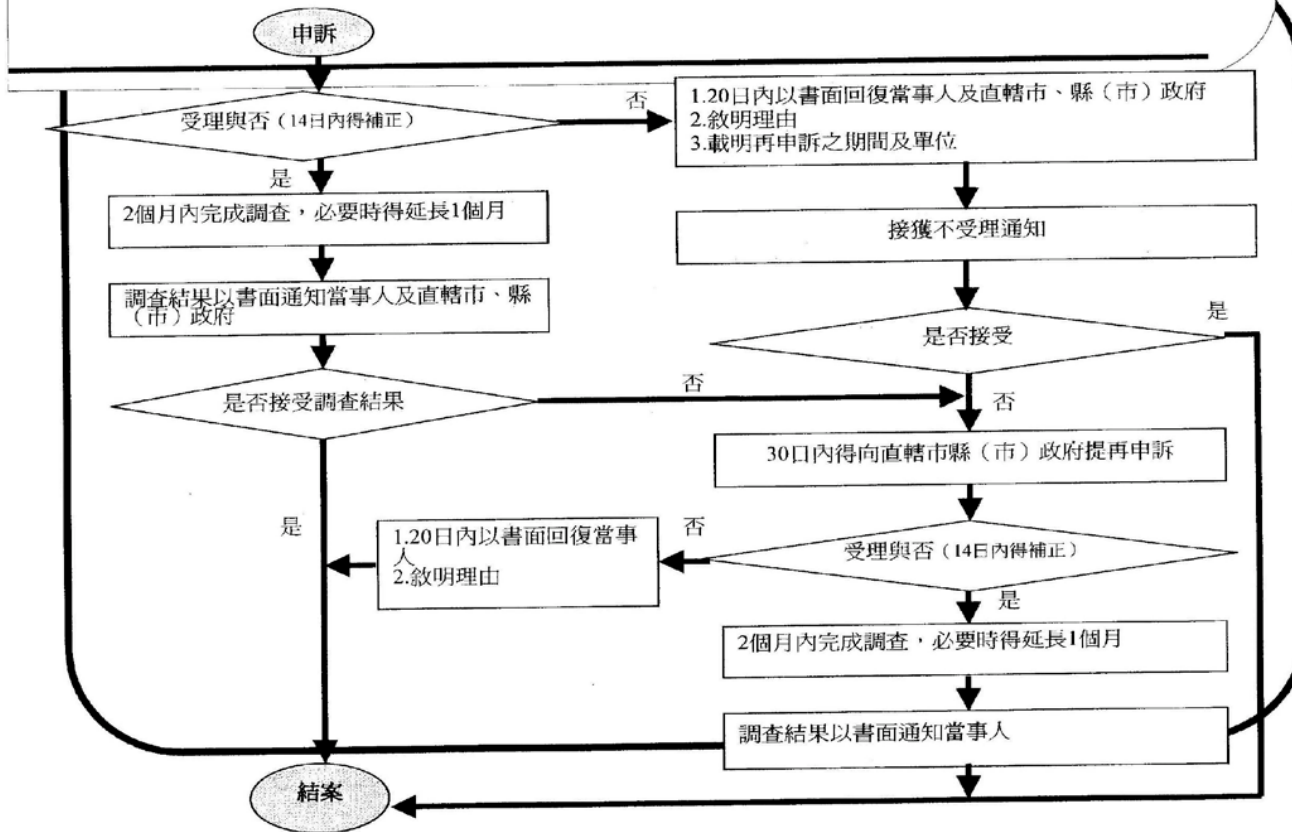 申訴
受理與否（14日內得補正）
否
1.20日內以書面回復當事人及直轄市、縣（市）政府
2.敘明理由
3.載明再申訴之期間及單位
是
2個月內完成調查，必要時得延長1個月
接獲不受理通知
調查結果以書面通知當事人及直轄市、縣
（市）政府
是否接受
是
是否接受調查結果
否
否
30日內得向直轄市縣（市）政府提再申訴
是
1.20日內以書面回復當事
人
2.敘明理由
否
受理與否（14日內得補正）
是
2個月內完成調查，必要時得延長1個月
調查結果以書面通知當事人
結案